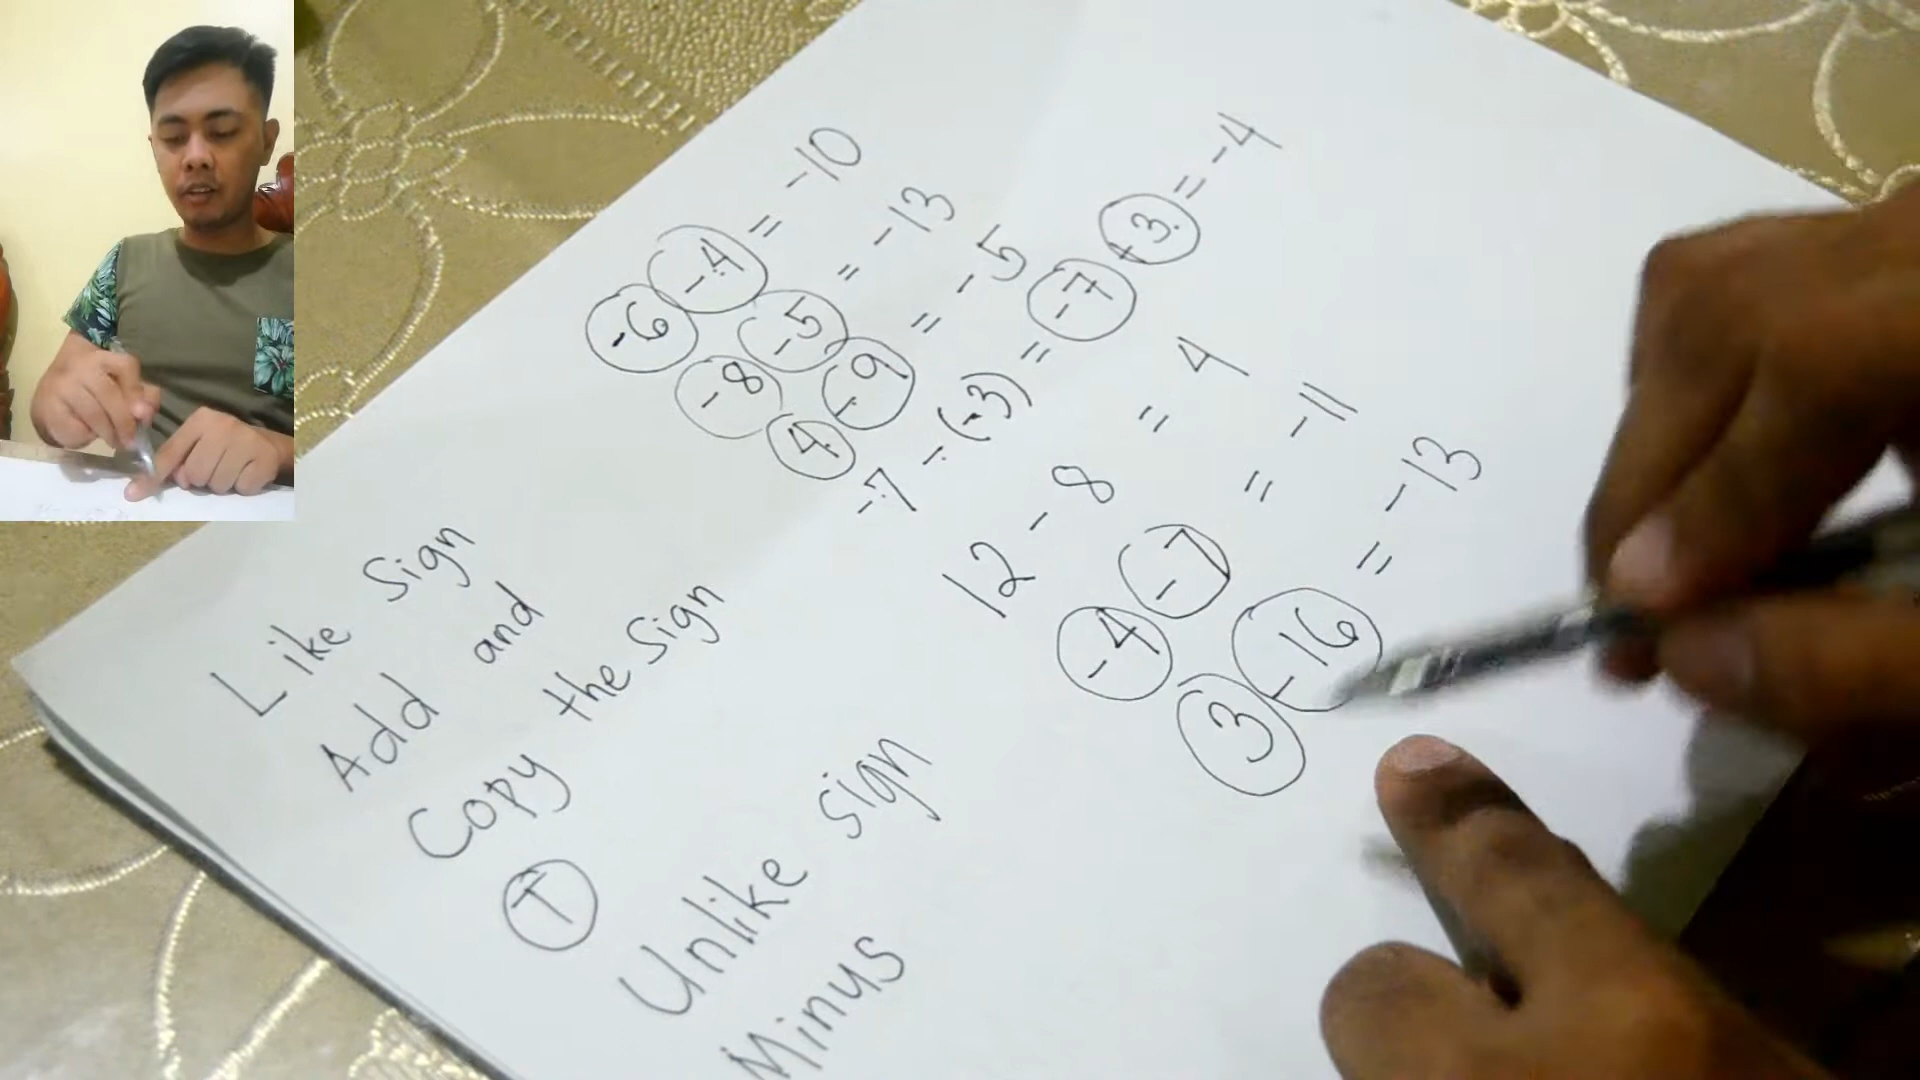 -6 -4 = -10
-8 -5 = -13
4 -9 = -5
-7 - (-3) = -7 +3 = -4
12 - 8 = 4
-4 -7 = -11
3 -16 = -13
Like Sign
Add and
Copy the Sign
T
Unlike sign
Minus